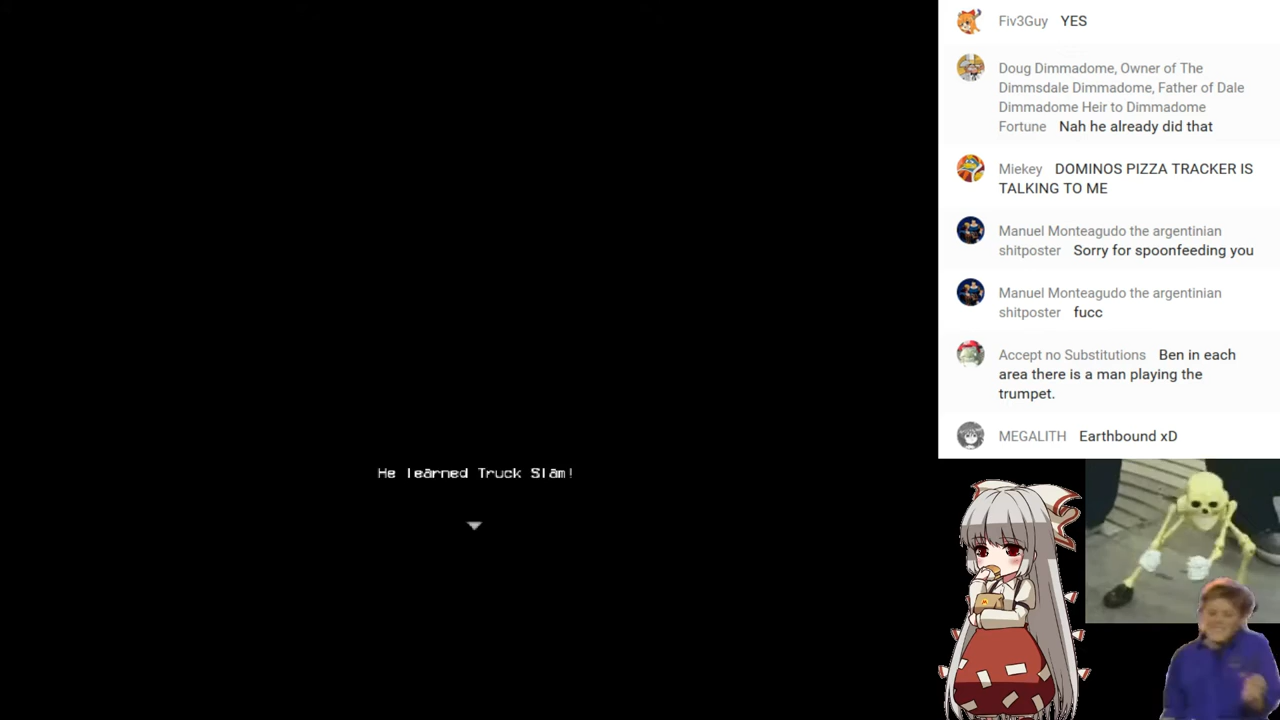 He learned Truck Slam!
Fiv3Guy YES
Doug Dimmadome, Owner of The
Dimmsdale Dimmadome, Father of Dale
Dimmadome Heir to Dimmadome
Fortune Nah he already did that
Miekey DOMINOS PIZZA TRACKER IS
TALKING TO ME
Manuel Monteagudo the argentinian
shitposter Sorry for spoonfeeding you
Manuel Monteagudo the argentinian
shitposter fucc
Accept no Substitutions Ben in each
area there is a man playing the
trumpet.
MEGALITH Earthbound xD